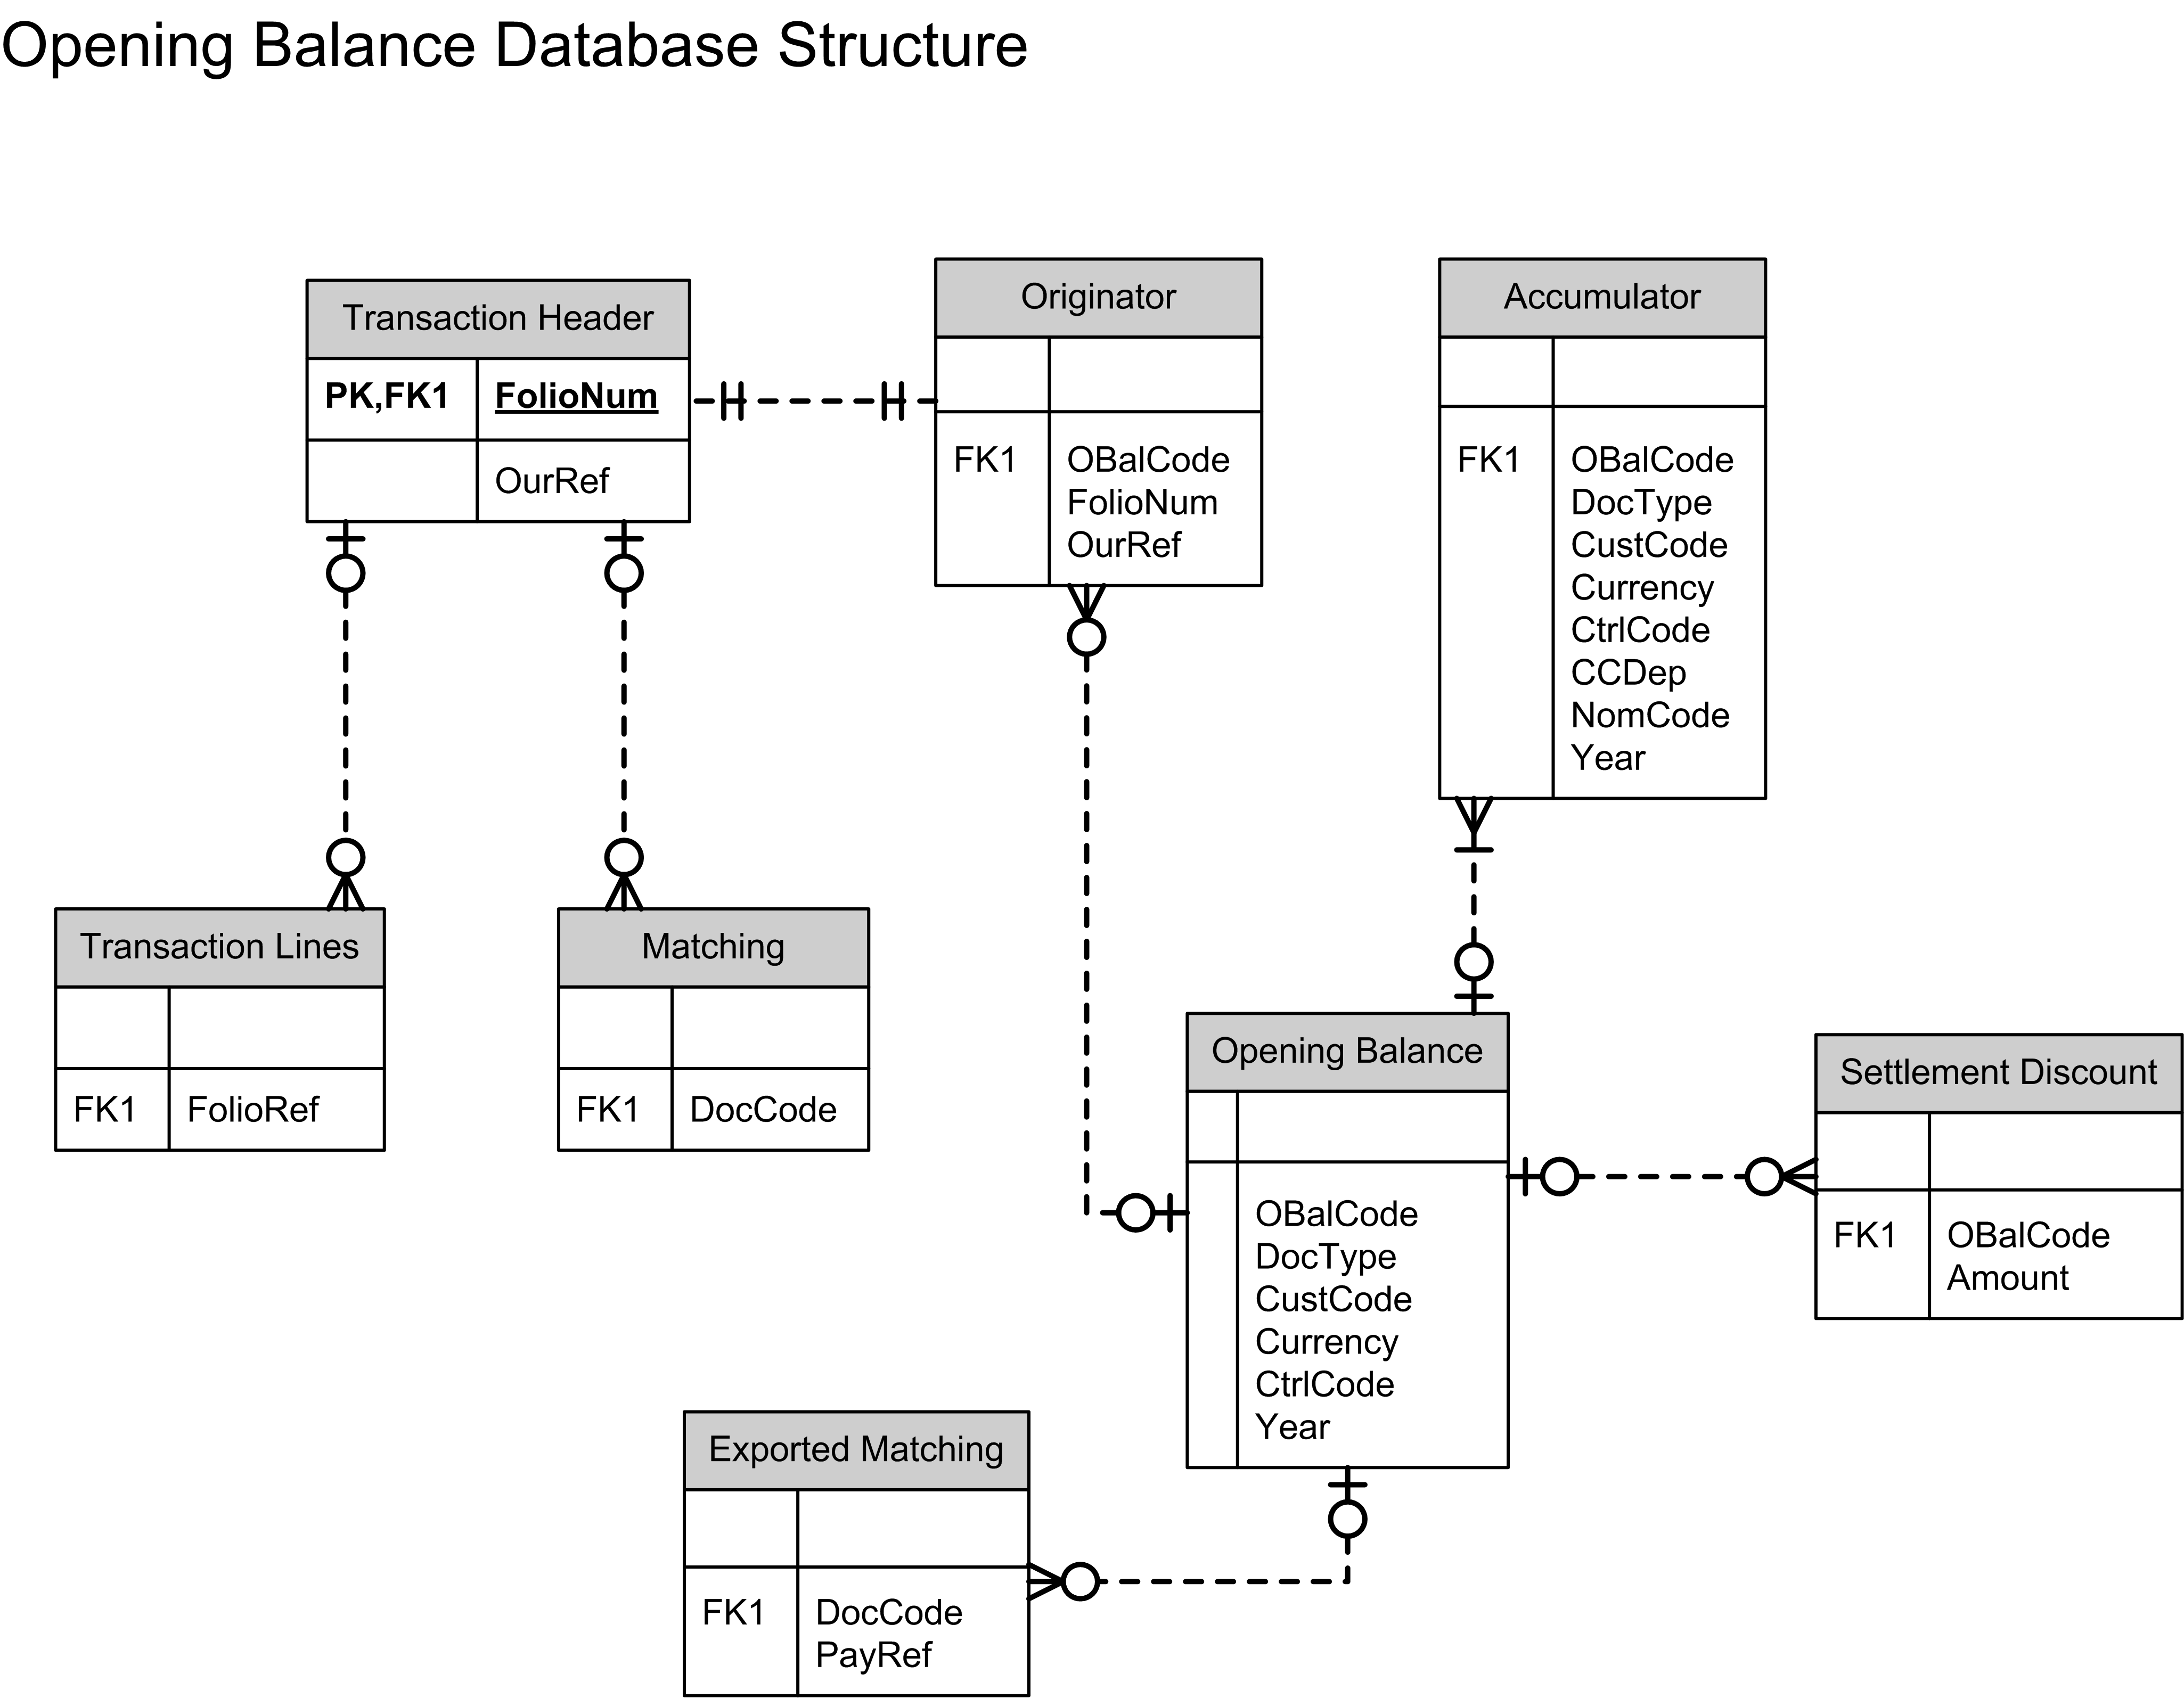 Opening Balance Database Structure
Transaction Header
PK,FK1 FolioNum
OurRef
Originator
FK1 OBalCode
FolioNum
OurRef
Accumulator
FK1 OBalCode
DocType
CustCode
Currency
CtrlCode
CCDep
NomCode
Year
Transaction Lines
FK1 FolioRef
Matching
FK1 DocCode
Opening Balance
OBalCode
DocType
CustCode
Currency
CtrlCode
Year
Settlement Discount
FK1 OBalCode
Amount
Exported Matching
FK1 DocCode
PayRef